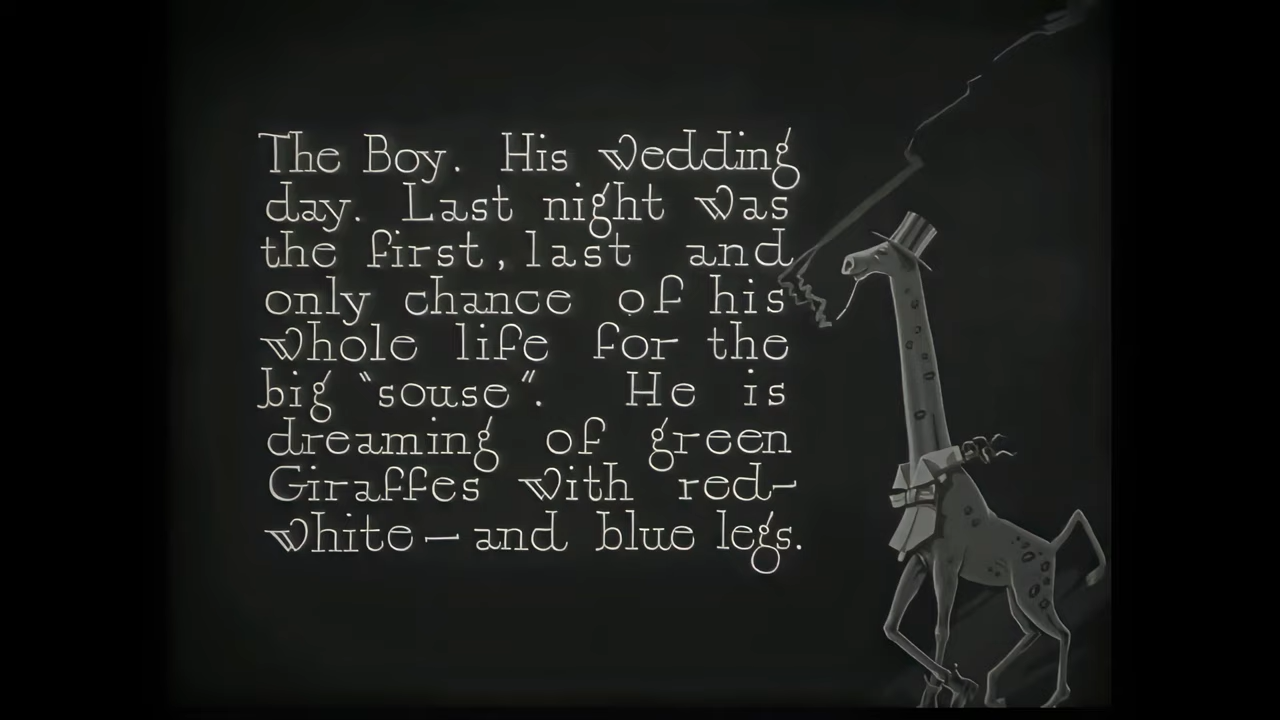 The Boy. His wedding
day. Last night was
the first, last and
only chance of his
whole life for the
big "souse". He is
dreaming of green
Giraffes with red—
white — and blue legs.